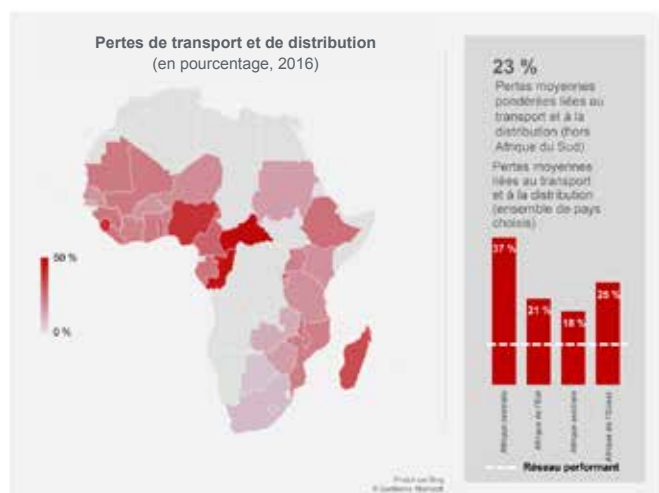 Pertes de transport et de distribution
(en pourcentage, 2016)
50 %
0 %
23 %
Pertes moyennes
pondérées liées au
transport et à la
distribution (hors
Afrique du Sud)
Pertes moyennes
liées au transport
et à la distribution
(ensemble de pays
choisis)
37 %
21 %
18 %
25 %
Afrique centrale
Afrique de l'Est
Afrique australe
Afrique de l'Ouest
Réseau performant